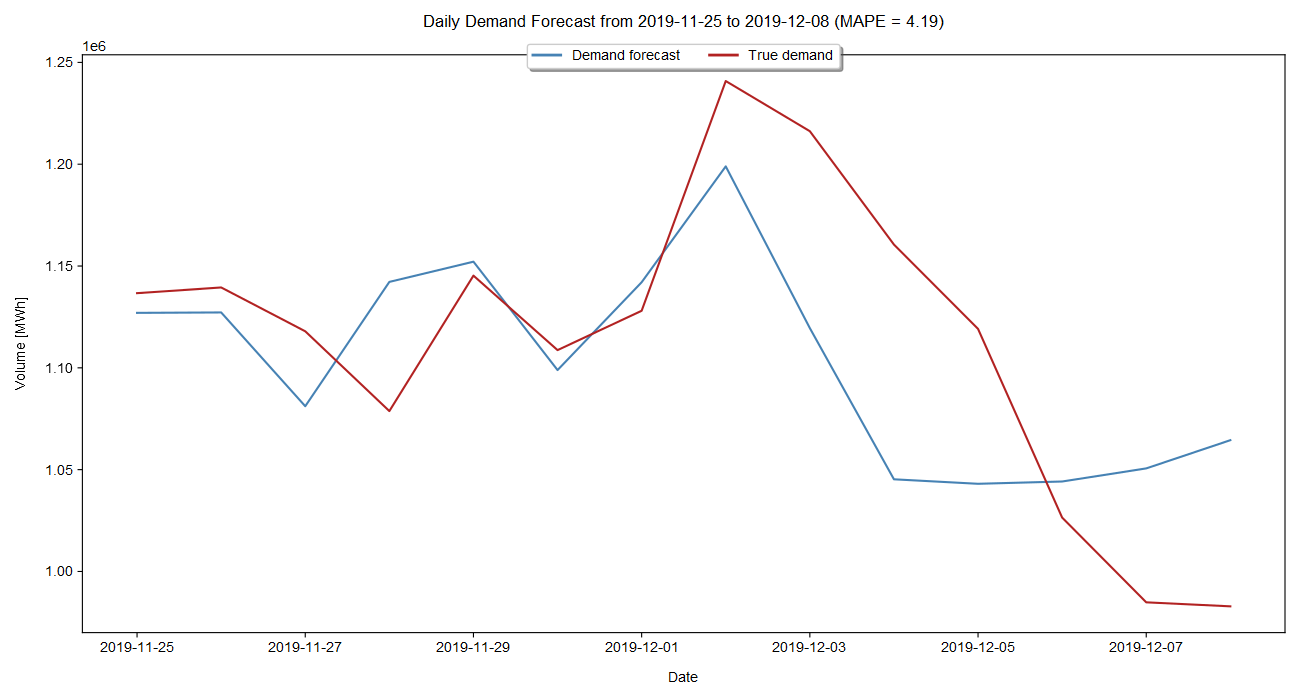 Daily Demand Forecast from 2019-11-25 to 2019-12-08 (MAPE = 4.19)
1e6
Demand forecast True demand
1.25
1.20
1.15
1.10
1.05
1.00
Volume [MWh]
2019-11-25 2019-11-27 2019-11-29 2019-12-01 2019-12-03 2019-12-05 2019-12-07
Date